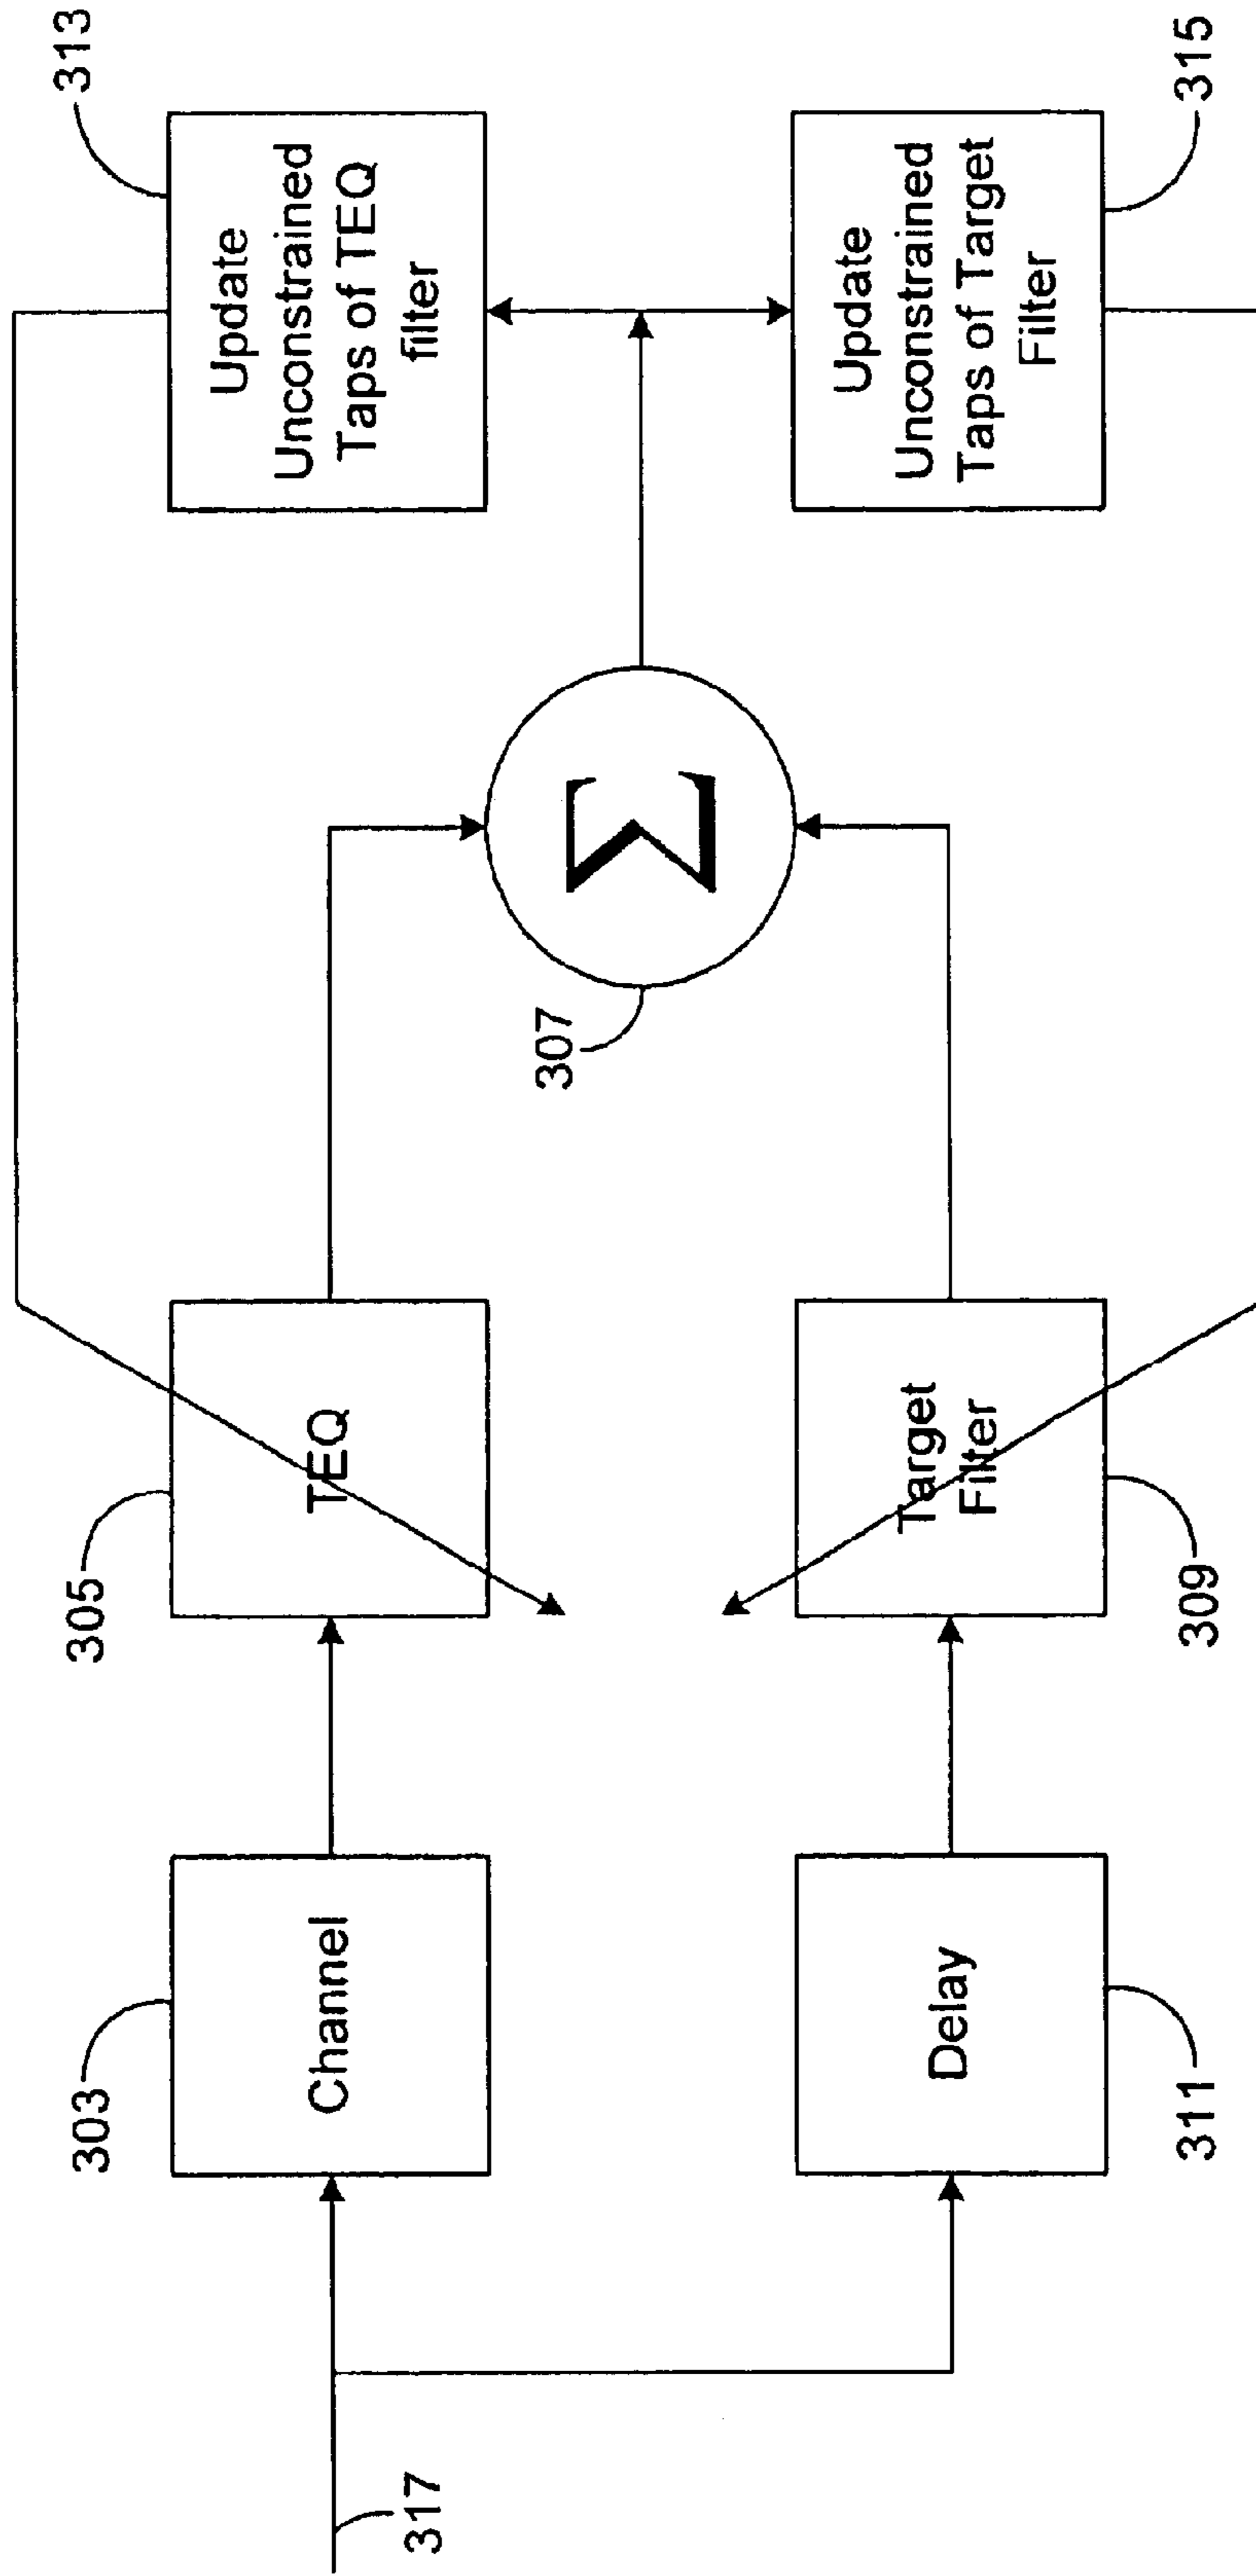 317
303
Channel
305
TEQ
313
Update
Unconstrained
Taps of TEQ
filter
307
Σ
311
Delay
309
Target
Filter
315
Update
Unconstrained
Taps of Target
Filter